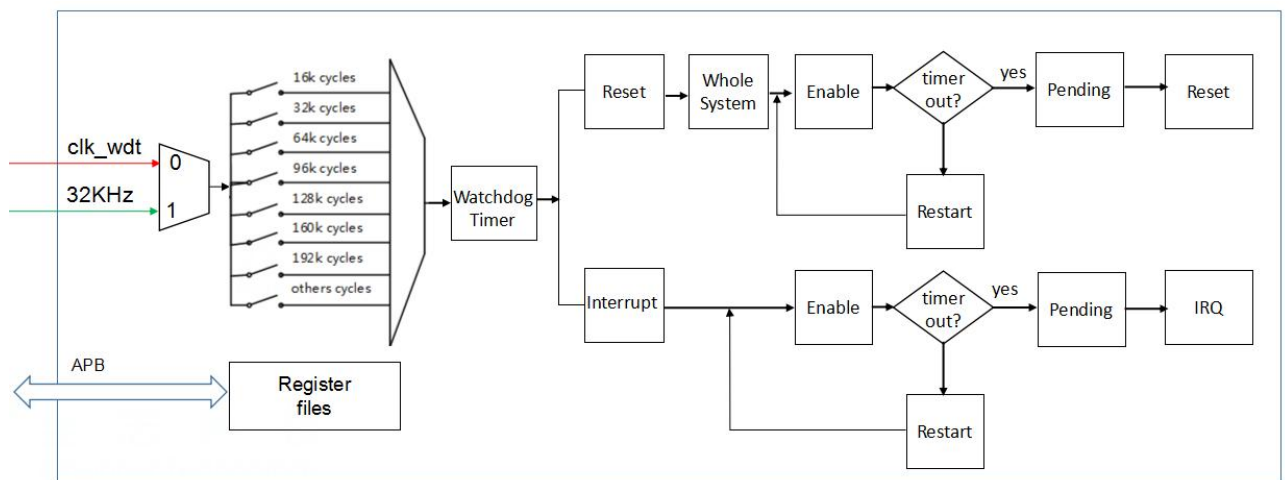 clk_wdt
32KHz
0
1
16k cycles
32k cycles
64k cycles
96k cycles
128k cycles
160k cycles
192k cycles
others cycles
Watchdog
Timer
Reset
Whole
System
Enable
timer
out?
yes
Pending
Reset
Restart
Interrupt
Enable
timer
out?
yes
Pending
IRQ
Restart
APB
Register
files